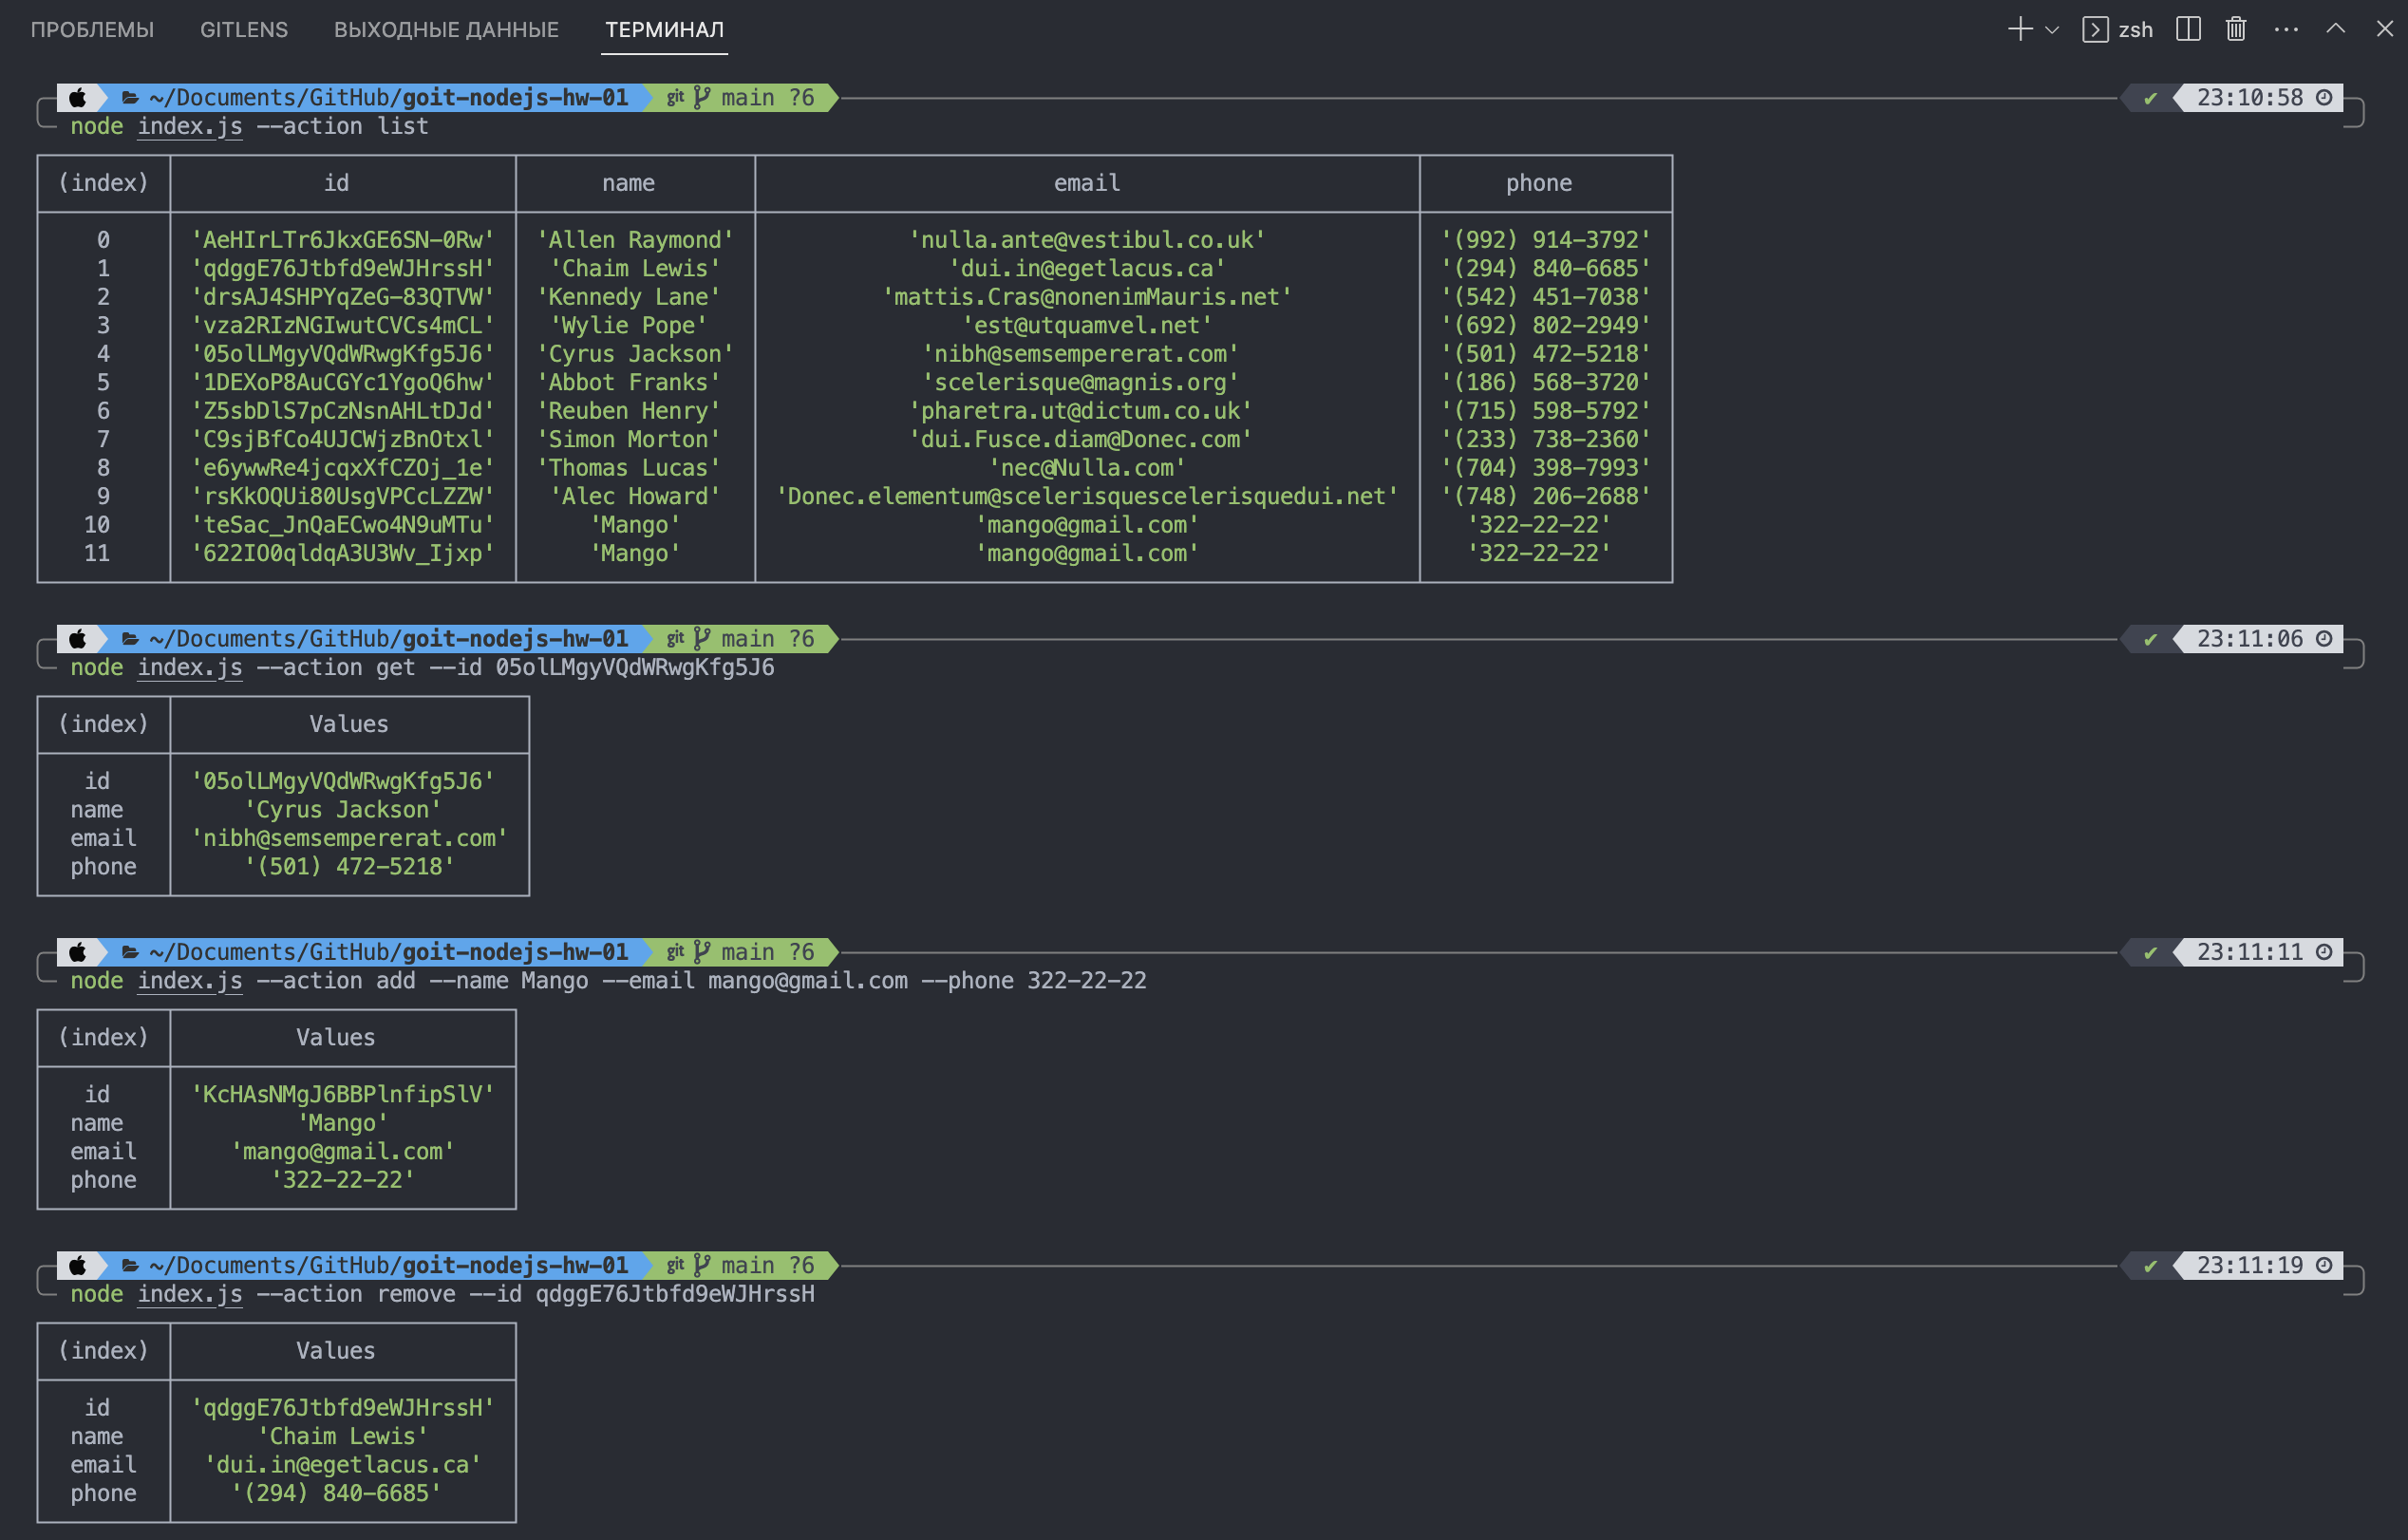 ПРОБЛЕМЫ GITLENS ВЫХОДНЫЕ ДАННЫЕ ТЕРМИНАЛ zsh
~/Documents/GitHub/goit-nodejs-hw-01 git main ?6 ✔ 23:10:58
node index.js --action list
(index) id name email phone
0 'AeHIrLTr6JkxGE6SN-0Rw' 'Allen Raymond' 'nulla.ante@vestibul.co.uk' '(992) 914-3792'
1 'qdggE76Jtbfd9eWJHrssH' 'Chaim Lewis' 'dui.in@egetlacus.ca' '(294) 840-6685'
2 'drsAJ4SHPYqZeG-83QTVW' 'Kennedy Lane' 'mattis.Cras@nonenimMauris.net' '(542) 451-7038'
3 'vza2RIzNGIwutCVCs4mCL' 'Wylie Pope' 'est@utquamvel.net' '(692) 802-2949'
4 '05olLMgyVQdWRwgKfg5J6' 'Cyrus Jackson' 'nibh@semsempererat.com' '(501) 472-5218'
5 '1DEXoP8AuCGYc1YgoQ6hw' 'Abbot Franks' 'scelerisque@magnis.org' '(186) 568-3720'
6 'Z5sbDlS7pCzNsnAHLtDJd' 'Reuben Henry' 'pharetra.ut@dictum.co.uk' '(715) 598-5792'
7 'C9sjBfCo4UJCWjzBnOtxl' 'Simon Morton' 'dui.Fusce.diam@Donec.com' '(233) 738-2360'
8 'e6ywwRe4jcqxXfCZOj_1e' 'Thomas Lucas' 'nec@Nulla.com' '(704) 398-7993'
9 'rsKkOQUi80UsgVPCcLZZW' 'Alec Howard' 'Donec.elementum@scelerisquescelerisquedui.net' '(748) 206-2688'
10 'teSac_JnQaECwo4N9uMTu' 'Mango' 'mango@gmail.com' '322-22-22'
11 '622IO0qldqA3U3Wv_Ijxp' 'Mango' 'mango@gmail.com' '322-22-22'
~/Documents/GitHub/goit-nodejs-hw-01 git main ?6 ✔ 23:11:06
node index.js --action get --id 05olLMgyVQdWRwgKfg5J6
(index) Values
id '05olLMgyVQdWRwgKfg5J6'
name 'Cyrus Jackson'
email 'nibh@semsempererat.com'
phone '(501) 472-5218'
~/Documents/GitHub/goit-nodejs-hw-01 git main ?6 ✔ 23:11:11
node index.js --action add --name Mango --email mango@gmail.com --phone 322-22-22
(index) Values
id 'KcHAsNMgJ6BBPlnfipSlV'
name 'Mango'
email 'mango@gmail.com'
phone '322-22-22'
~/Documents/GitHub/goit-nodejs-hw-01 git main ?6 ✔ 23:11:19
node index.js --action remove --id qdggE76Jtbfd9eWJHrssH
(index) Values
id 'qdggE76Jtbfd9eWJHrssH'
name 'Chaim Lewis'
email 'dui.in@egetlacus.ca'
phone '(294) 840-6685'